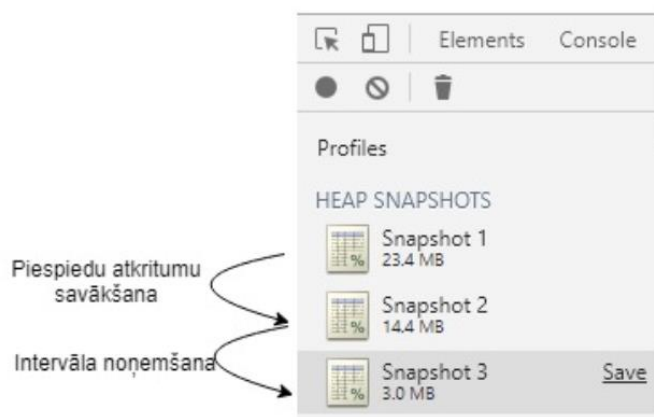 Elements Console
Profiles
HEAP SNAPSHOTS
Snapshot 1
23.4 MB
Piespiedu atkritumu
savākšana
Snapshot 2
14.4 MB
Intervāla noņemšana
Snapshot 3 Save
3.0 MB